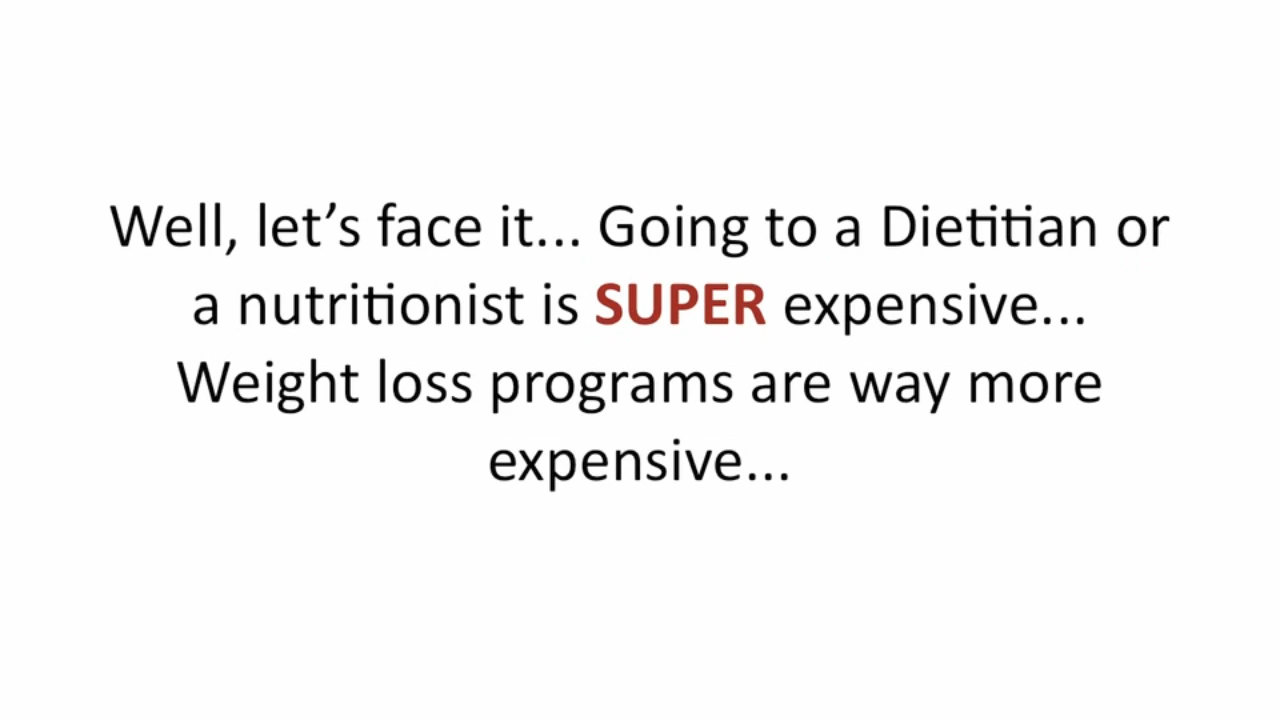 Well, let’s face it... Going to a Dietitian or
a nutritionist is SUPER expensive...
Weight loss programs are way more
expensive...